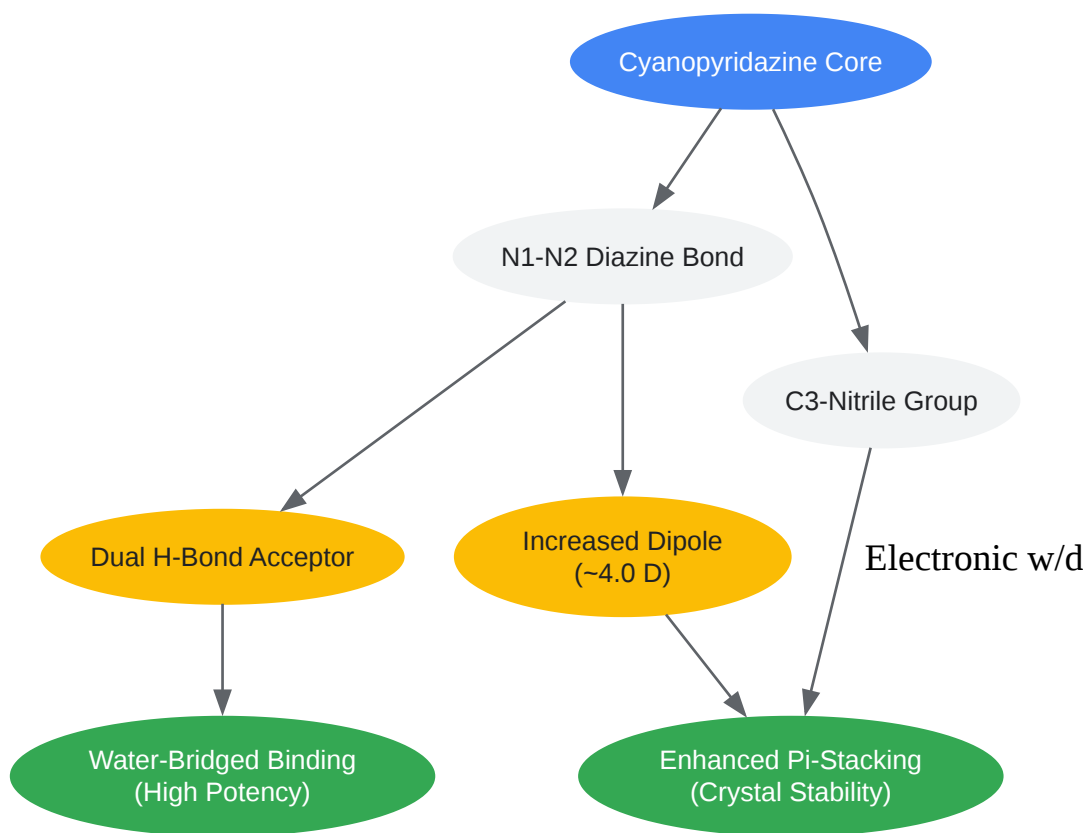 Cyanopyridazine Core
N1-N2 Diazine Bond
C3-Nitrile Group
Dual H-Bond Acceptor
Increased Dipole
(~4.0 D)
Electronic w/d
Water-Bridged Binding
(High Potency)
Enhanced Pi-Stacking
(Crystal Stability)